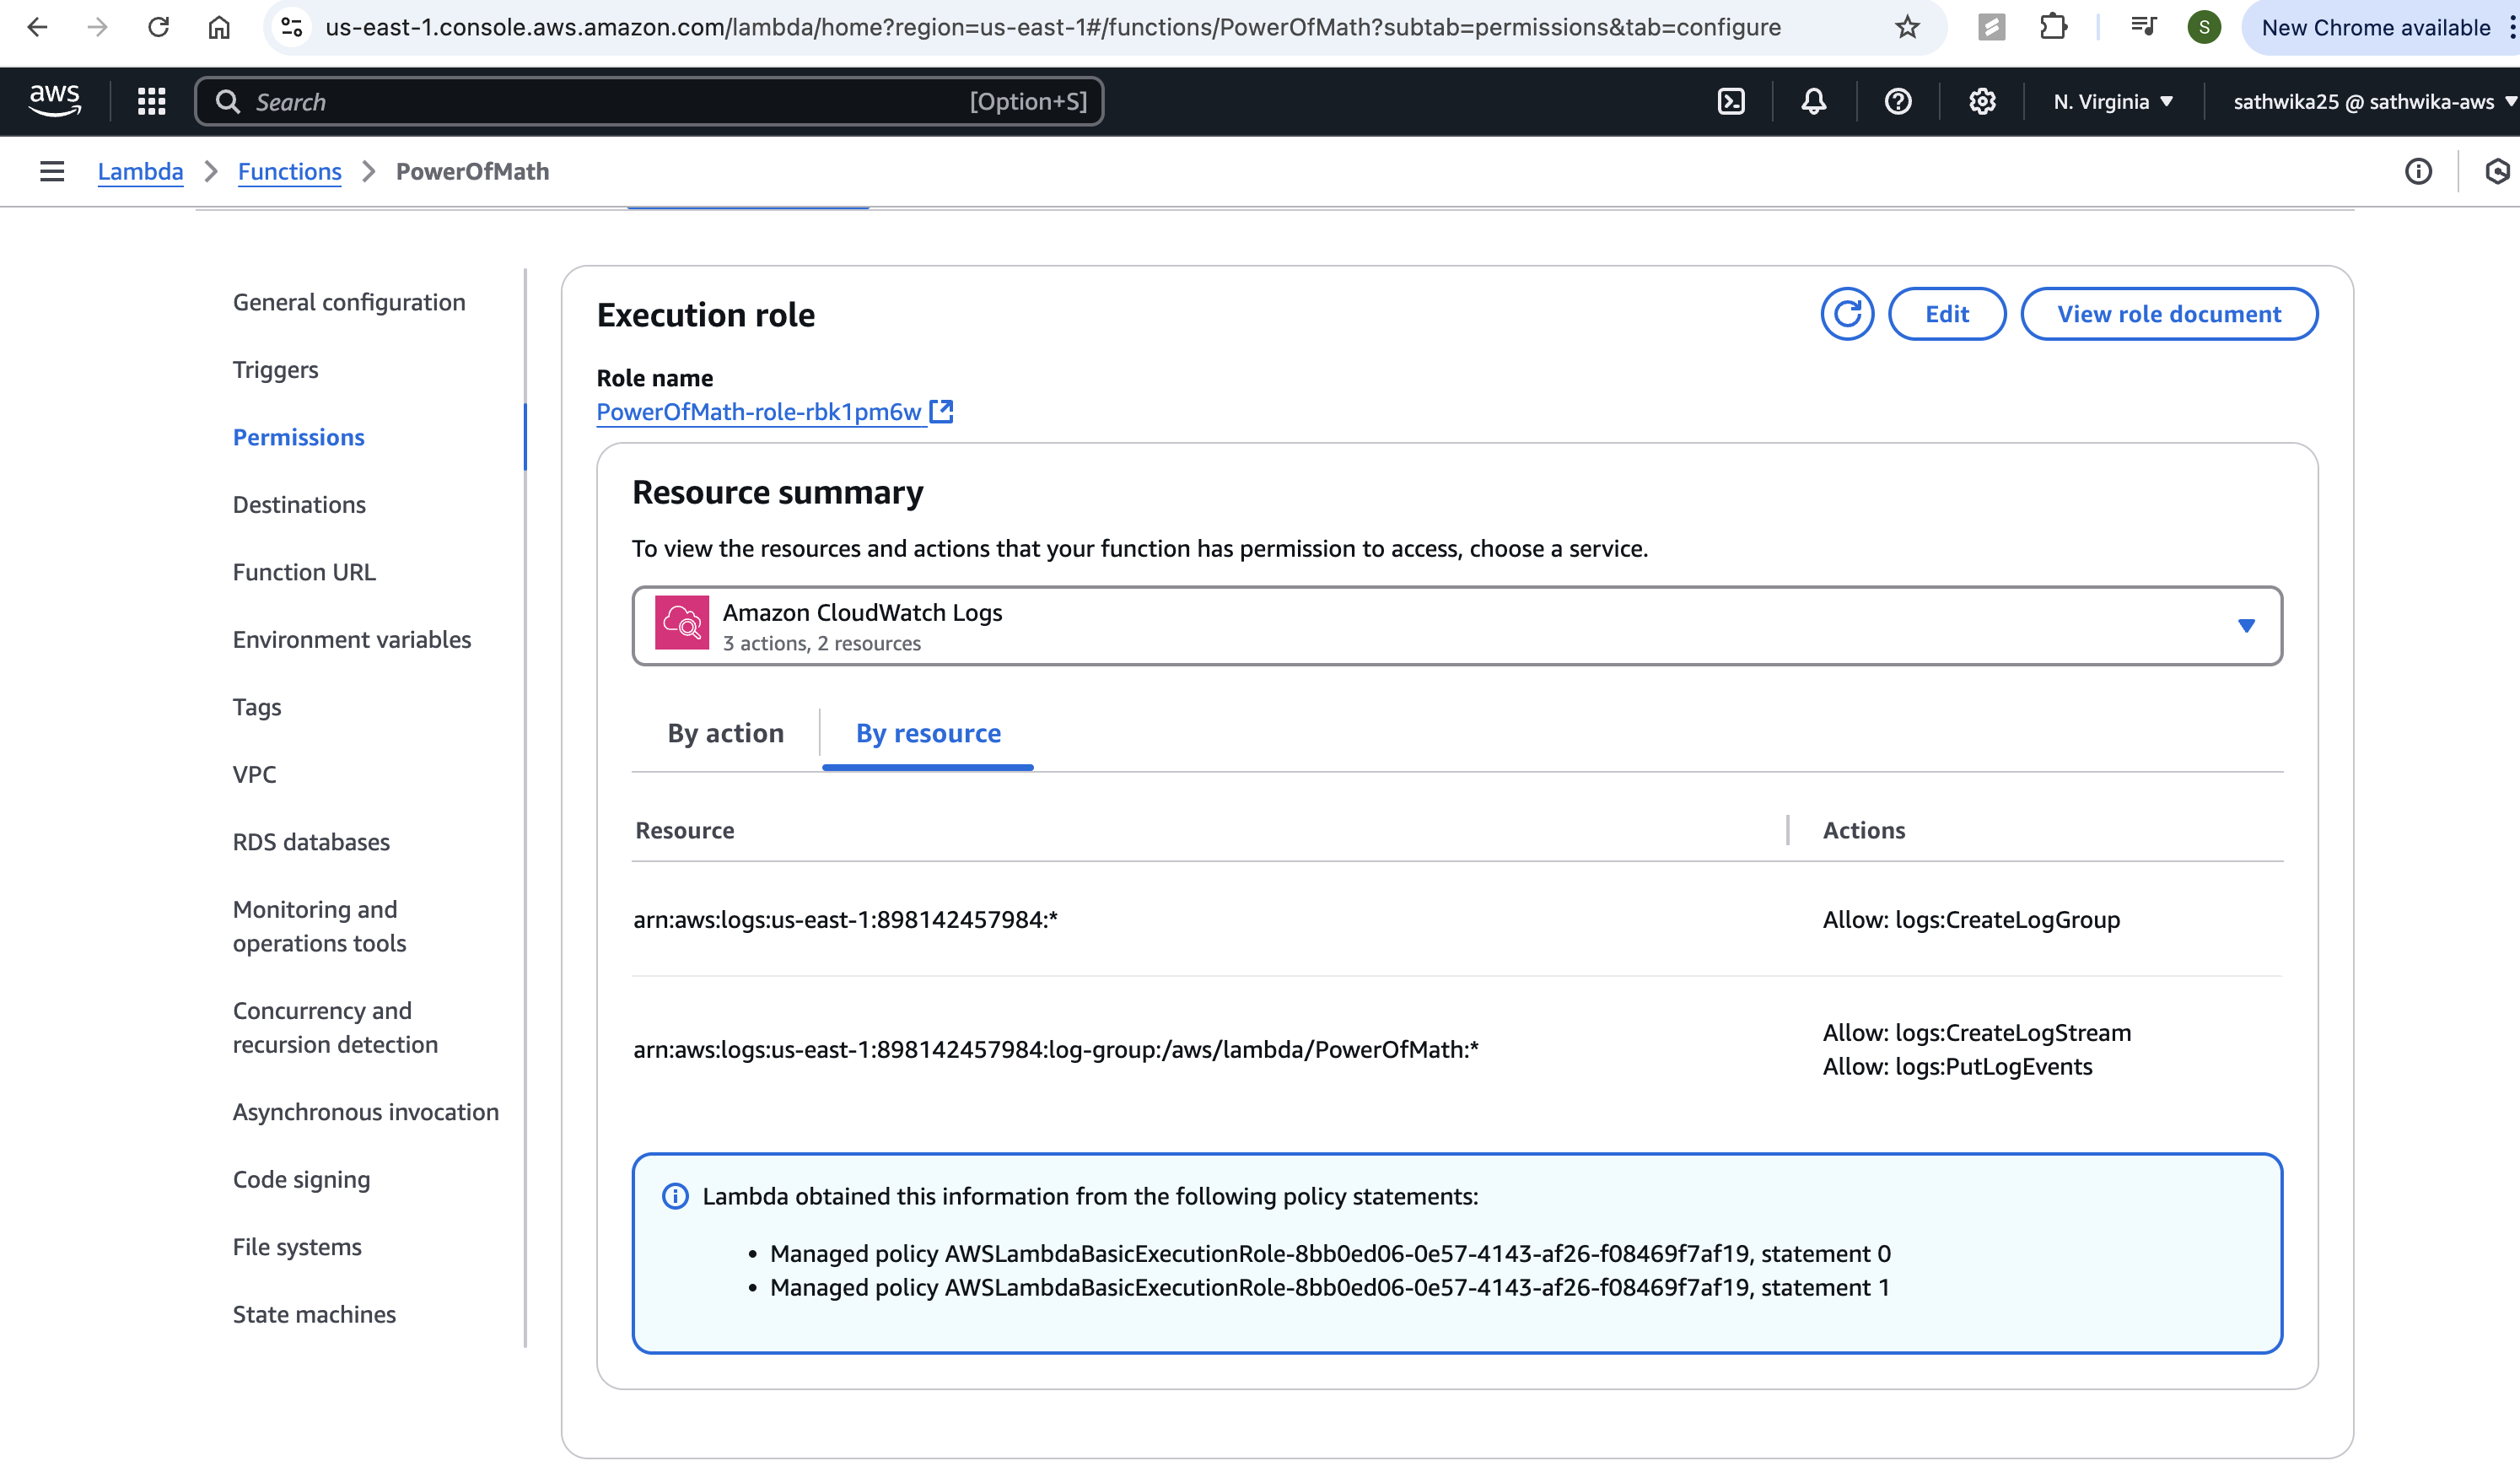 us-east-1.console.aws.amazon.com/lambda/home?region=us-east-1#/functions/PowerOfMath?subtab=permissions&tab=configure
S
New Chrome available
aws
Search
[Option+S]
N. Virginia
sathwika25 @ sathwika-aws
Lambda
Functions
PowerOfMath
General configuration
Triggers
Permissions
Destinations
Function URL
Environment variables
Tags
VPC
RDS databases
Monitoring and
operations tools
Concurrency and
recursion detection
Asynchronous invocation
Code signing
File systems
State machines
Execution role
Edit
View role document
Role name
PowerOfMath-role-rbk1pm6w
Resource summary
To view the resources and actions that your function has permission to access, choose a service.
Amazon CloudWatch Logs
3 actions, 2 resources
By action
By resource
Resource
Actions
arn:aws:logs:us-east-1:898142457984:*
Allow: logs:CreateLogGroup
arn:aws:logs:us-east-1:898142457984:log-group:/aws/lambda/PowerOfMath:*
Allow: logs:CreateLogStream
Allow: logs:PutLogEvents
Lambda obtained this information from the following policy statements:
• Managed policy AWSLambdaBasicExecutionRole-8bb0ed06-0e57-4143-af26-f08469f7af19, statement 0
• Managed policy AWSLambdaBasicExecutionRole-8bb0ed06-0e57-4143-af26-f08469f7af19, statement 1